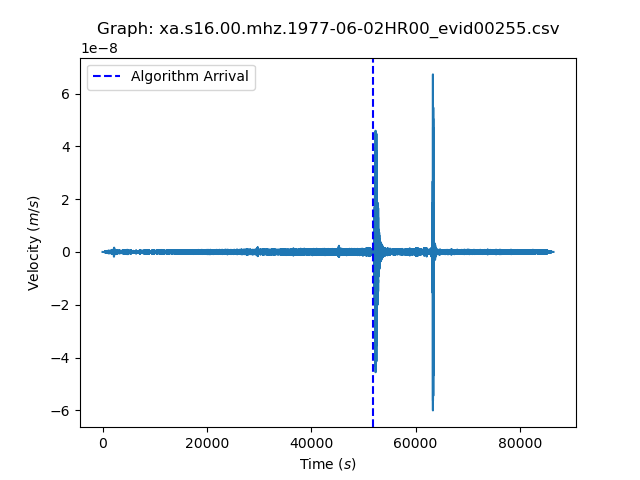 Graph: xa.s16.00.mhz.1977-06-02HR00_evid00255.csv
1e−8
Algorithm Arrival
6
4
2
0
−2
−4
−6
Velocity (m/s)
0 20000 40000 60000 80000
Time (s)